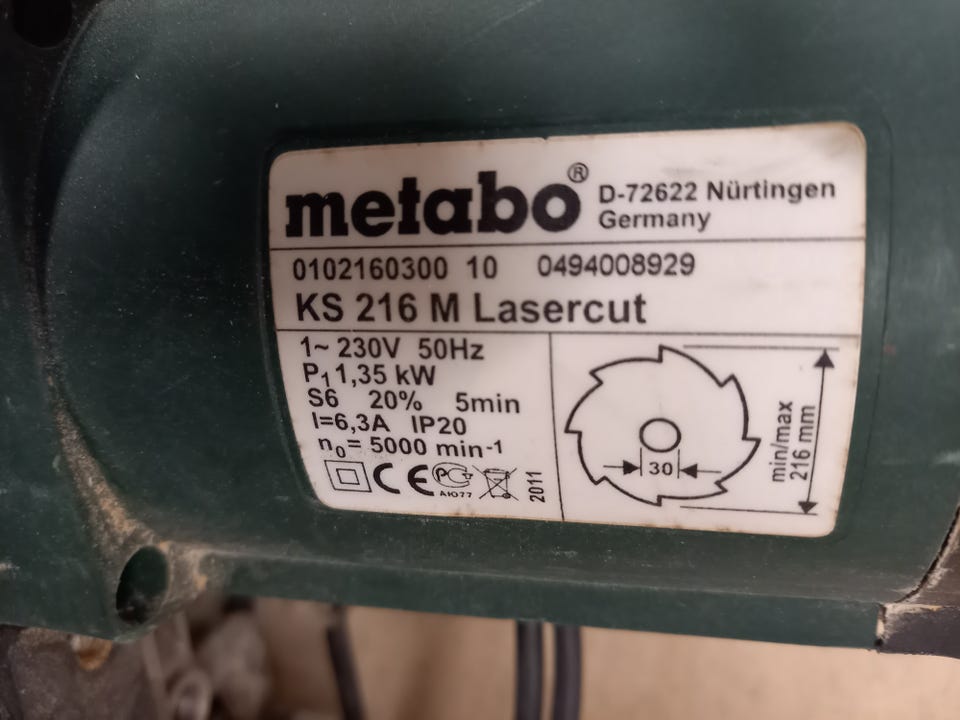 metabo®
D-72622 Nürtingen
Germany
0102160300 10 0494008929
KS 216 M Lasercut
1~ 230V 50Hz
P1 1,35 kW
S6 20% 5min
I=6,3A IP20
n0= 5000 min-1
CE
AIO77
2011
30
min/max
216 mm